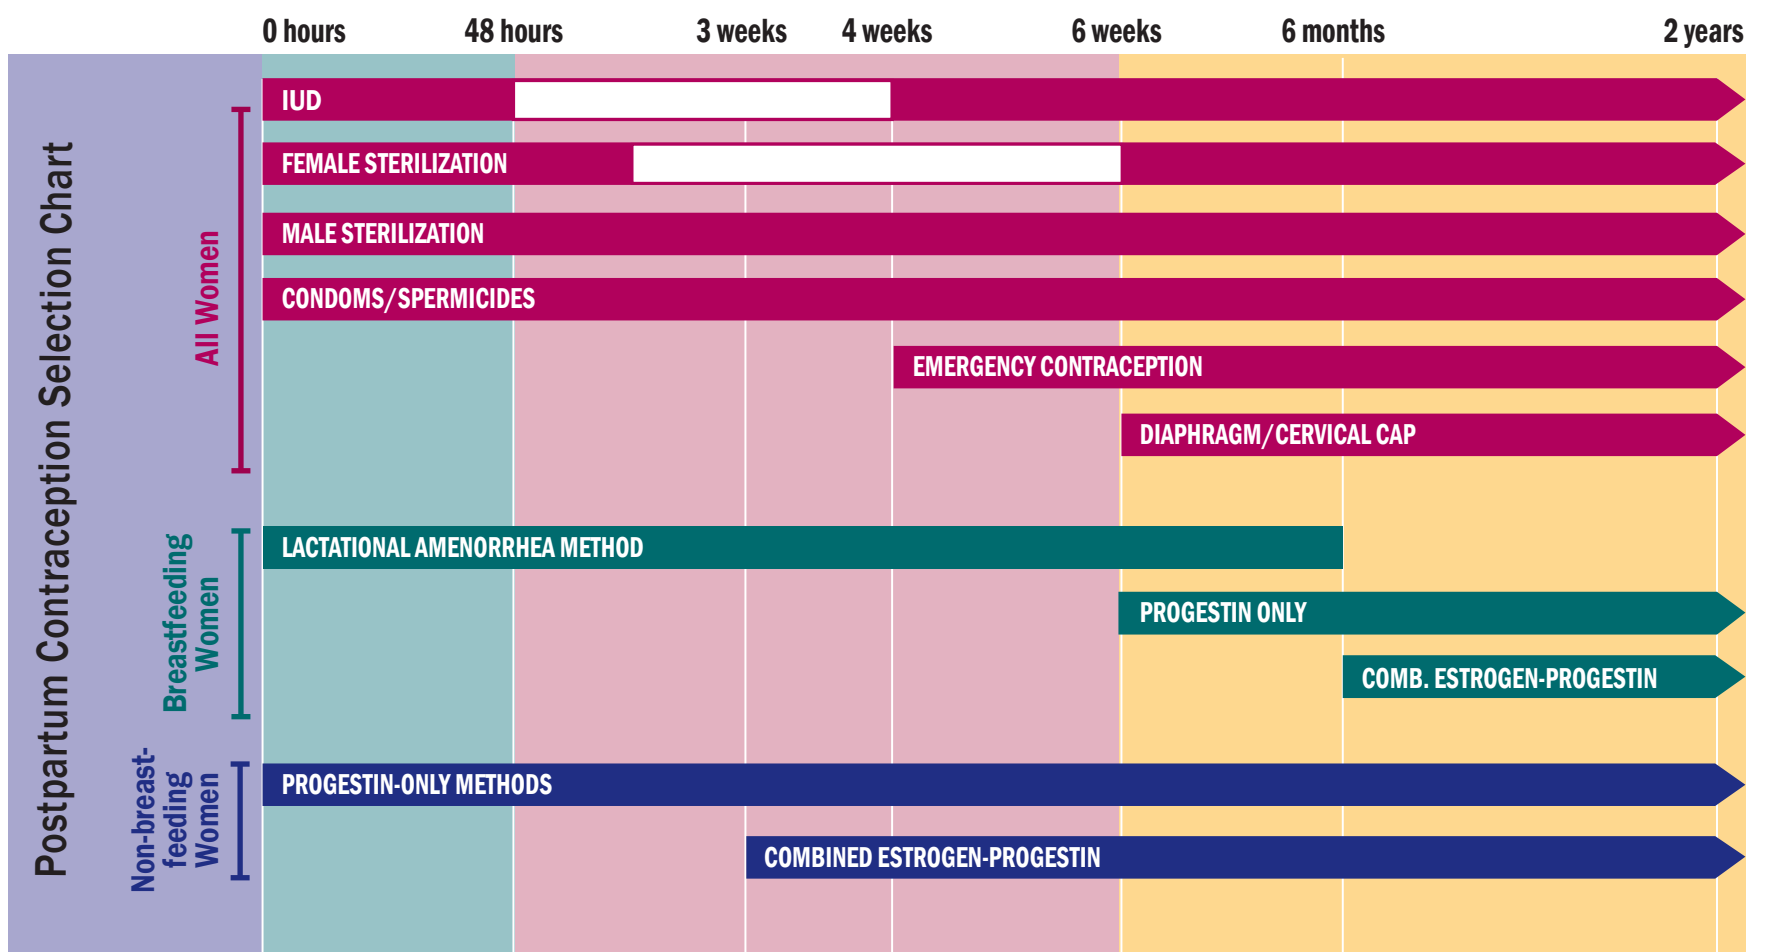 0 hours 48 hours 3 weeks 4 weeks 6 weeks 6 months 2 years
Postpartum Contraception Selection Chart
All Women
IUD
FEMALE STERILIZATION
MALE STERILIZATION
CONDOMS/SPERMICIDES
EMERGENCY CONTRACEPTION
DIAPHRAGM/CERVICAL CAP
Breastfeeding
Women
LACTATIONAL AMENORRHEA METHOD
PROGESTIN ONLY
COMB. ESTROGEN-PROGESTIN
Non-breast-
feeding
Women
PROGESTIN-ONLY METHODS
COMBINED ESTROGEN-PROGESTIN